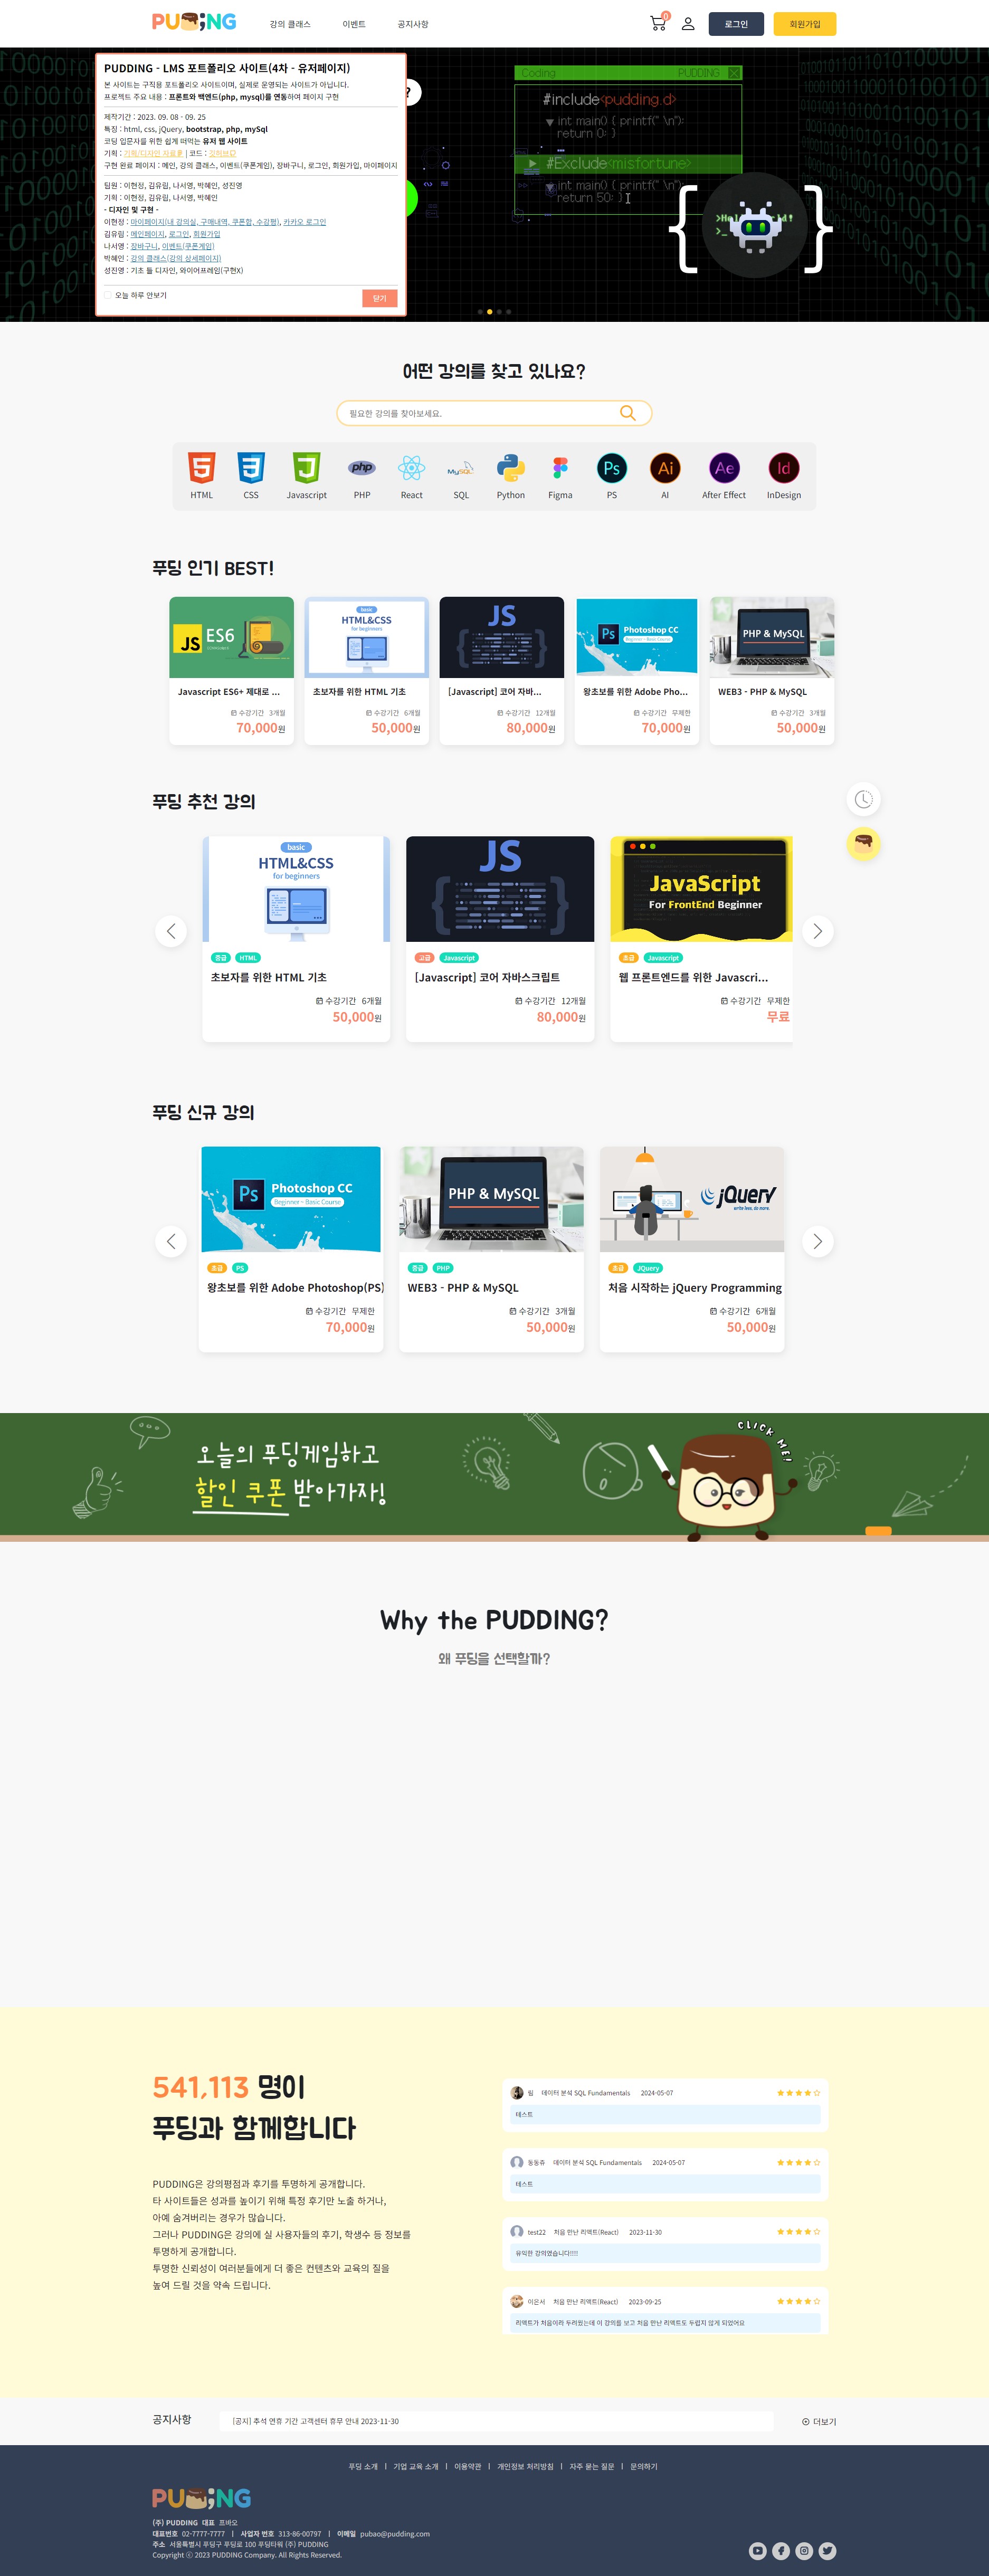 PUDING
강의 클래스
이벤트
공지사항
0
로그인
회원가입
PUDDING - LMS 포트폴리오 사이트(4차 - 유저페이지)
본 사이트는 구직용 포트폴리오 사이트이며, 실제로 운영되는 사이트가 아닙니다.
프로젝트 주요 내용 : 프론트와 백엔드(php, mysql)를 연동하여 페이지 구현
제작기간 : 2023. 09. 08 - 09. 25
특징 : html, css, jQuery, bootstrap, php, mySql
코딩 입문자를 위한 쉽게 떠먹는 유저 웹 사이트
기획 : 기획/디자인 자료 | 코드 : 깃허브
구현 완료 페이지 : 메인, 강의 클래스, 이벤트(쿠폰게임), 장바구니, 로그인, 회원가입, 마이페이지
팀원 : 이현정, 김유림, 나서영, 박혜인, 성진영
기획 : 이현정, 김유림, 나서영, 박혜인
- 디자인 및 구현 -
이현정 : 마이페이지(내 강의실, 구매내역, 쿠폰함, 수강평), 카카오 로그인
김유림 : 메인페이지, 로그인, 회원가입
나서영 : 장바구니, 이벤트(쿠폰게임)
박혜인 : 강의 클래스(강의 상세페이지)
성진영 : 기초 틀 디자인, 와이어프레임(구현X)
오늘 하루 안보기
닫기
?
Coding
PUDDING
#include<pudding.d>
int main() { printf(" \n");
return 0; }
#Exclude<misfortune>
int main() { printf(" \n");
return 50; }
어떤 강의를 찾고 있나요?
필요한 강의를 찾아보세요.
HTML
CSS
Javascript
PHP
React
SQL
Python
Figma
PS
AI
After Effect
InDesign
푸딩 인기 BEST!
JS ES6
basic
HTML&CSS
for beginners
JS
Ps Photoshop CC
Beginner - Basic Course
PHP & MySQL
Javascript ES6+ 제대로 ...
수강기간 3개월
70,000원
초보자를 위한 HTML 기초
수강기간 6개월
50,000원
[Javascript] 코어 자바...
수강기간 12개월
80,000원
왕초보를 위한 Adobe Pho...
수강기간 무제한
70,000원
WEB3 - PHP & MySQL
수강기간 3개월
50,000원
푸딩 추천 강의
basic
HTML&CSS
for beginners
중급 HTML
초보자를 위한 HTML 기초
수강기간 6개월
50,000원
JS
고급 Javascript
[Javascript] 코어 자바스크립트
수강기간 12개월
80,000원
JavaScript
For FrontEnd Beginner
초급 Javascript
웹 프론트엔드를 위한 Javascri...
수강기간 무제한
무료
푸딩 신규 강의
Ps Photoshop CC
Beginner - Basic Course
초급 PS
왕초보를 위한 Adobe Photoshop(PS)
수강기간 무제한
70,000원
PHP & MySQL
중급 PHP
WEB3 - PHP & MySQL
수강기간 3개월
50,000원
jQuery
write less, do more.
초급 JQuery
처음 시작하는 jQuery Programming
수강기간 6개월
50,000원
오늘의 푸딩게임하고
할인 쿠폰 받아가자!
CLICK ME!
Why the PUDDING?
왜 푸딩을 선택할까?
541,113 명이
푸딩과 함께합니다
PUDDING은 강의평점과 후기를 투명하게 공개합니다.
타 사이트들은 성과를 높이기 위해 특정 후기만 노출 하거나,
아예 숨겨버리는 경우가 많습니다.
그러나 PUDDING은 강의에 실 사용자들의 후기, 학생수 등 정보를
투명하게 공개합니다.
투명한 신뢰성이 여러분들에게 더 좋은 컨텐츠와 교육의 질을
높여 드릴 것을 약속 드립니다.
림 데이터 분석 SQL Fundamentals 2024-05-07
테스트
동동슈 데이터 분석 SQL Fundamentals 2024-05-07
테스트
test22 처음 만난 리액트(React) 2023-11-30
유익한 강의였습니다!!!!
이은서 처음 만난 리액트(React) 2023-09-25
리액트가 처음이라 두려웠는데 이 강의를 보고 처음 만난 리액트도 두렵지 않게 되었어요
공지사항
[공지] 추석 연휴 기간 고객센터 휴무 안내 2023-11-30
더보기
푸딩 소개 | 기업 교육 소개 | 이용약관 | 개인정보 처리방침 | 자주 묻는 질문 | 문의하기
PUDING
(주) PUDDING 대표 프바오
대표번호 02-7777-7777 | 사업자 번호 313-86-00797 | 이메일 pubao@pudding.com
주소 서울특별시 푸딩구 푸딩로 100 푸딩타워 (주) PUDDING
Copyright ⓒ 2023 PUDDING Company. All Rights Reserved.